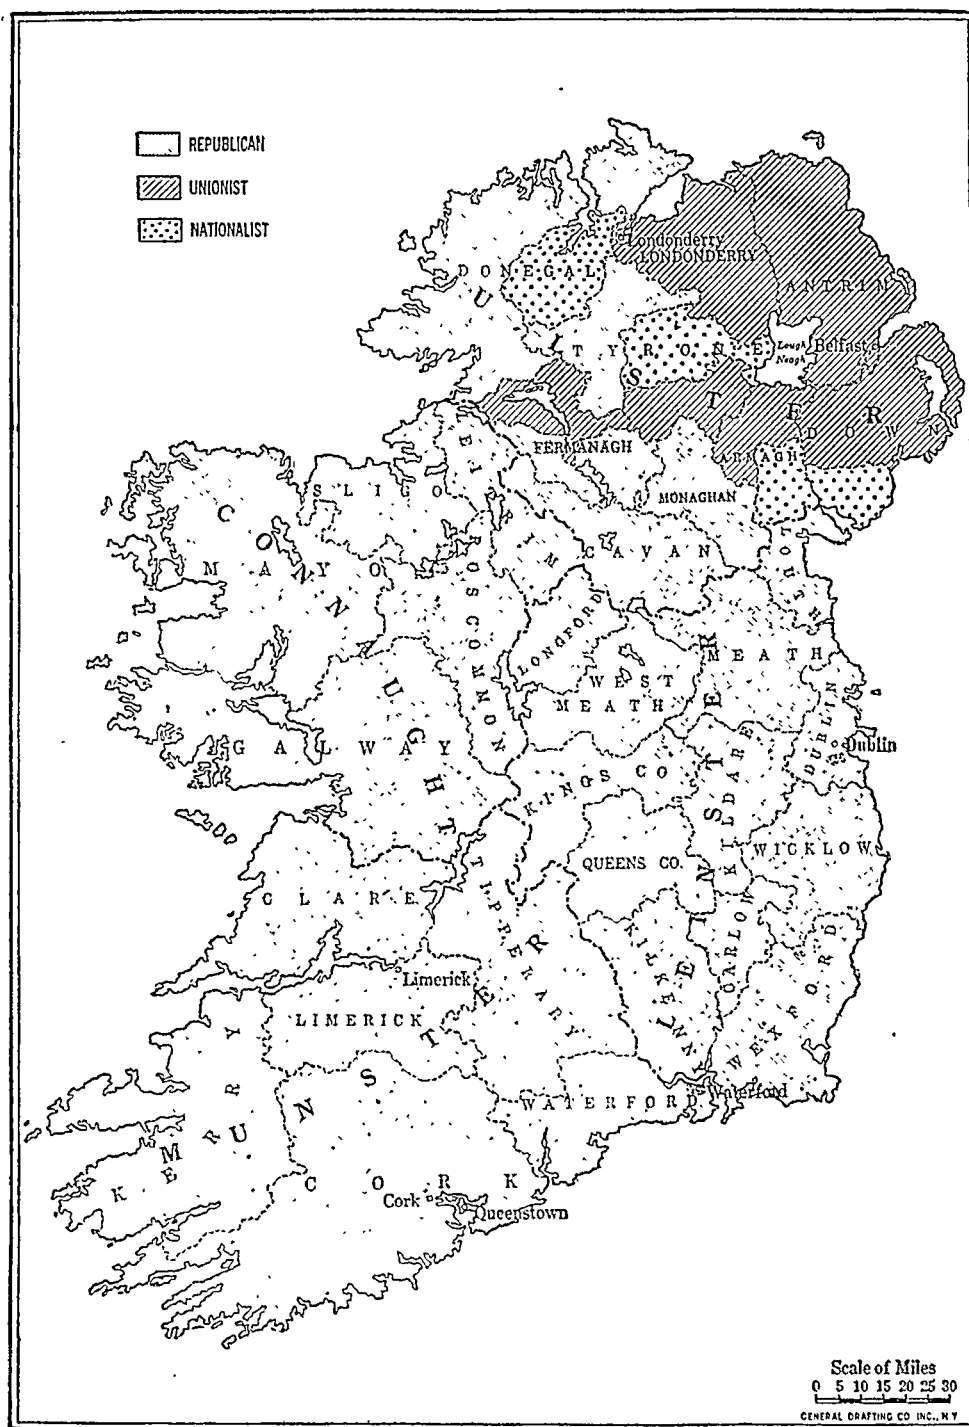 REPUBLICAN
UNIONIST
NATIONALIST
Londonderry
LONDONDERRY
DONEGAL
ANTRIM
TYRONE
Lough
Neagh
Belfast
ULSTER
DOWN
FERMANAGH
ARMAGH
MONAGHAN
LEITRIM
SLIGO
CONNAUGHT
MAYO
ROSCOMMON
CAVAN
LOUTH
LONGFORD
MEATH
WEST
MEATH
DUBLIN
Dublin
GALWAY
KINGS CO
KILDARE
LEINSTER
QUEENS CO.
WICKLOW
CLARE
TIPPERARY
KILKENNY
CARLOW
WEXFORD
Limerick
LIMERICK
MUNSTER
KERRY
WATERFORD
Waterford
CORK
Cork
Queenstown
Scale of Miles
0 5 10 15 20 25 30
GENERAL DRAFTING CO INC., N Y